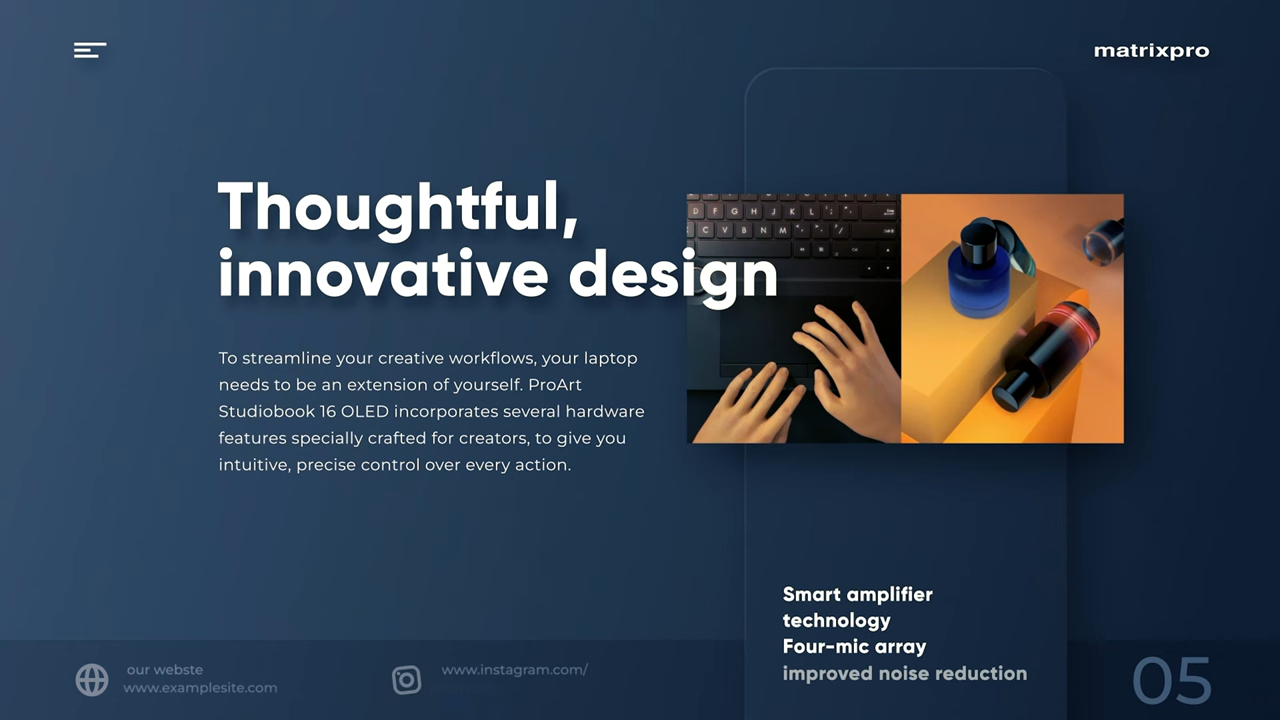 matrixpro
Thoughtful,
innovative design
To streamline your creative workflows, your laptop
needs to be an extension of yourself. ProArt
Studiobook 16 OLED incorporates several hardware
features specially crafted for creators, to give you
intuitive, precise control over every action.
D F G H J K L
C V B N M
Smart amplifier
technology
Four-mic array
improved noise reduction
our webste
www.examplesite.com
www.instagram.com/
05